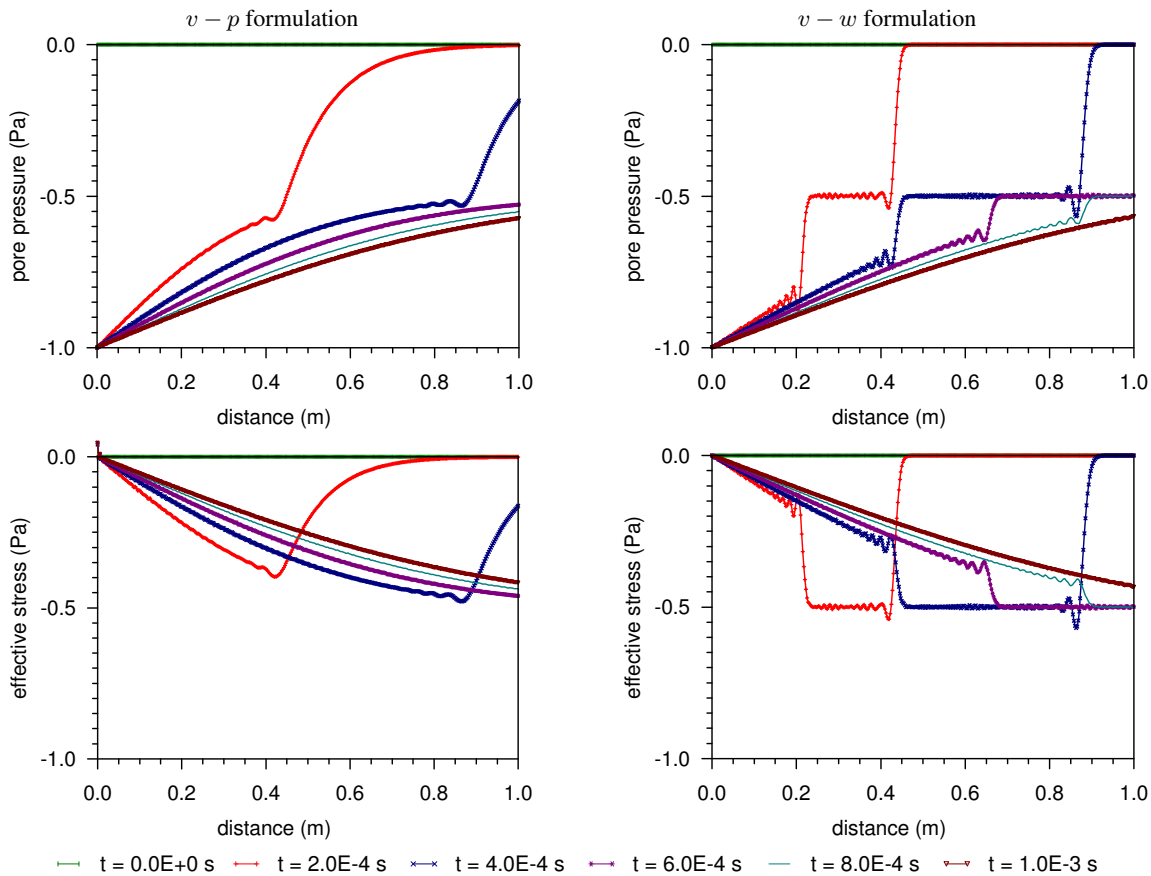 v − p formulation
v − w formulation
0.0
-0.5
-1.0
pore pressure (Pa)
0.0 0.2 0.4 0.6 0.8 1.0
distance (m)
0.0
-0.5
-1.0
pore pressure (Pa)
0.0 0.2 0.4 0.6 0.8 1.0
distance (m)
0.0
-0.5
-1.0
effective stress (Pa)
0.0 0.2 0.4 0.6 0.8 1.0
distance (m)
0.0
-0.5
-1.0
effective stress (Pa)
0.0 0.2 0.4 0.6 0.8 1.0
distance (m)
t = 0.0E+0 s t = 2.0E-4 s t = 4.0E-4 s t = 6.0E-4 s t = 8.0E-4 s t = 1.0E-3 s